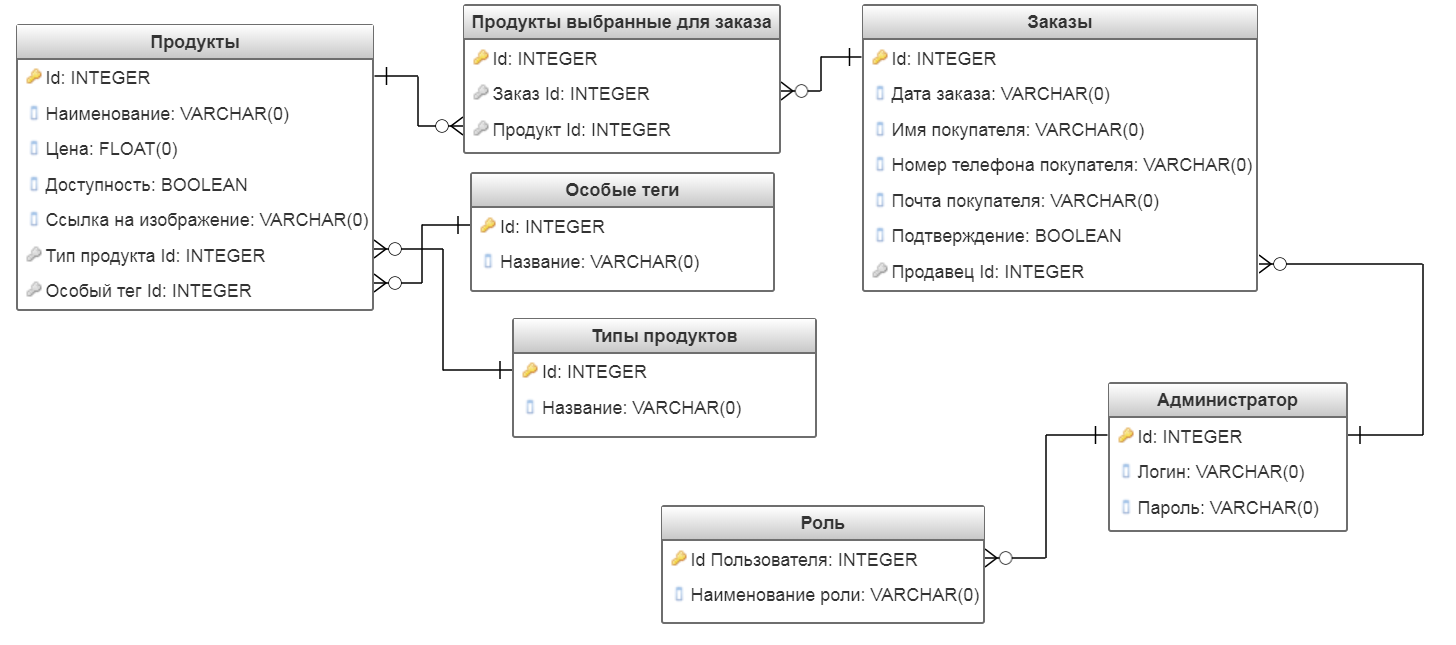 Продукты
Id: INTEGER
Наименование: VARCHAR(0)
Цена: FLOAT(0)
Доступность: BOOLEAN
Ссылка на изображение: VARCHAR(0)
Тип продукта Id: INTEGER
Особый тег Id: INTEGER
Продукты выбранные для заказа
Id: INTEGER
Заказ Id: INTEGER
Продукт Id: INTEGER
Особые теги
Id: INTEGER
Название: VARCHAR(0)
Типы продуктов
Id: INTEGER
Название: VARCHAR(0)
Заказы
Id: INTEGER
Дата заказа: VARCHAR(0)
Имя покупателя: VARCHAR(0)
Номер телефона покупателя: VARCHAR(0)
Почта покупателя: VARCHAR(0)
Подтверждение: BOOLEAN
Продавец Id: INTEGER
Администратор
Id: INTEGER
Логин: VARCHAR(0)
Пароль: VARCHAR(0)
Роль
Id Пользователя: INTEGER
Наименование роли: VARCHAR(0)